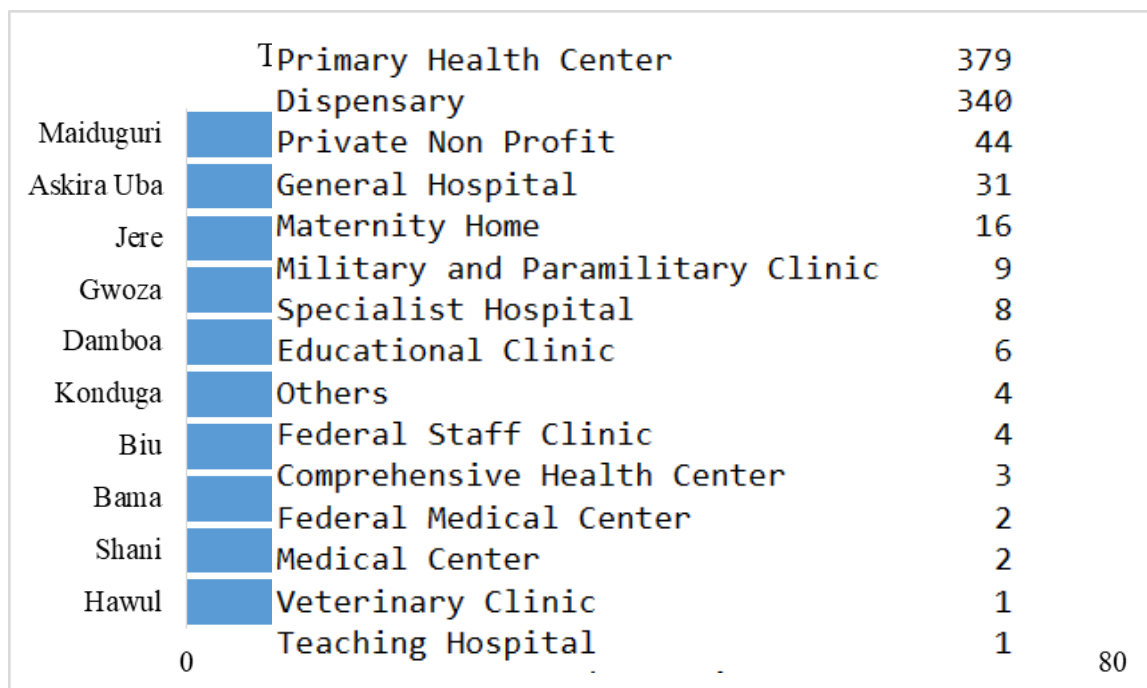 Primary Health Center 379
Dispensary 340
Maiduguri
Private Non Profit 44
Askira Uba
General Hospital 31
Jere
Maternity Home 16
Gwoza
Military and Paramilitary Clinic 9
Specialist Hospital 8
Damboa
Educational Clinic 6
Konduga
Others 4
Biu
Federal Staff Clinic 4
Comprehensive Health Center 3
Bama
Federal Medical Center 2
Shani
Medical Center 2
Hawul
Veterinary Clinic 1
Teaching Hospital 1
0 80